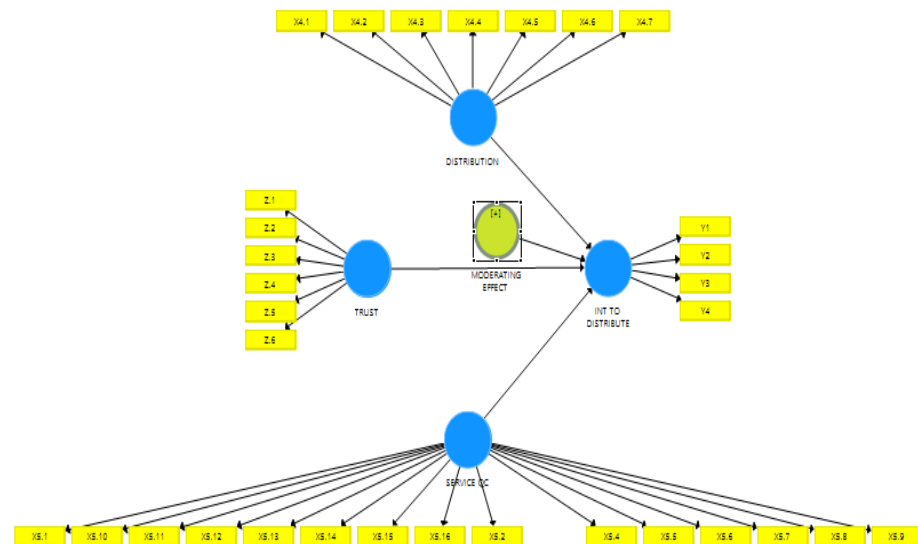 X4.1 X4.2 X4.3 X4.4 X4.5 X4.6 X4.7
DISTRIBUTION
[+]
MODERATING
EFFECT
Z.1
Z.2
Z.3
Z.4
Z.5
Z.6
TRUST
INT TO
DISTRIBUTE
Y1
Y2
Y3
Y4
SERVICE QC
X5.1 X5.10 X5.11 X5.12 X5.13 X5.14 X5.15 X5.16 X5.2 X5.4 X5.5 X5.6 X5.7 X5.8 X5.9